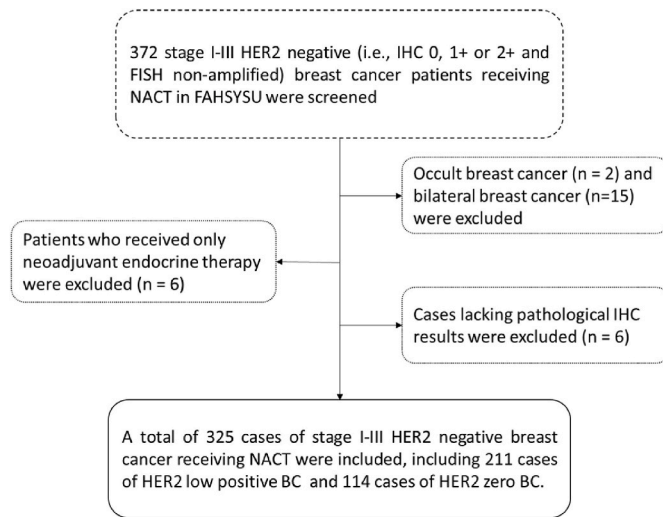 372 stage I-III HER2 negative (i.e., IHC 0, 1+ or 2+ and
FISH non-amplified) breast cancer patients receiving
NACT in FAHSYSU were screened
Occult breast cancer (n = 2) and
bilateral breast cancer (n=15)
were excluded
Patients who received only
neoadjuvant endocrine therapy
were excluded (n = 6)
Cases lacking pathological IHC
results were excluded (n = 6)
A total of 325 cases of stage I-III HER2 negative breast
cancer receiving NACT were included, including 211 cases
of HER2 low positive BC and 114 cases of HER2 zero BC.